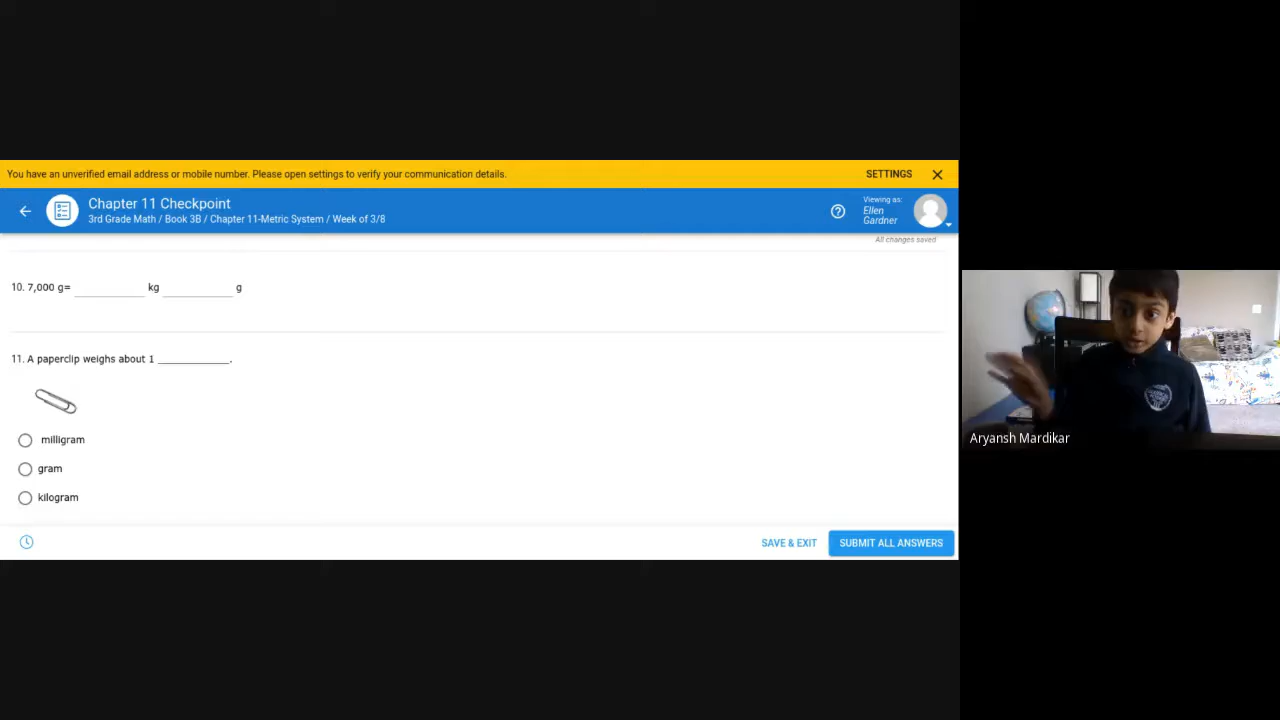 You have an unverified email address or mobile number. Please open settings to verify your communication details.
SETTINGS
Chapter 11 Checkpoint
3rd Grade Math / Book 3B / Chapter 11-Metric System / Week of 3/8
Viewing as:
Ellen
Gardner
All changes saved
10. 7,000 g= __________ kg __________ g
11. A paperclip weighs about 1 __________.
milligram
gram
kilogram
SAVE & EXIT
SUBMIT ALL ANSWERS
Aryansh Mardikar